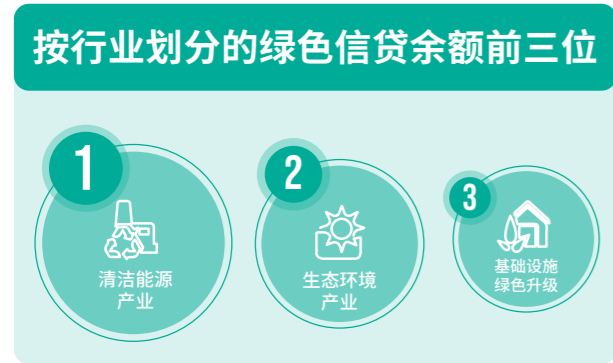 按行业划分的绿色信贷余额前三位
1
清洁能源
产业
2
生态环境
产业
3
基础设施
绿色升级